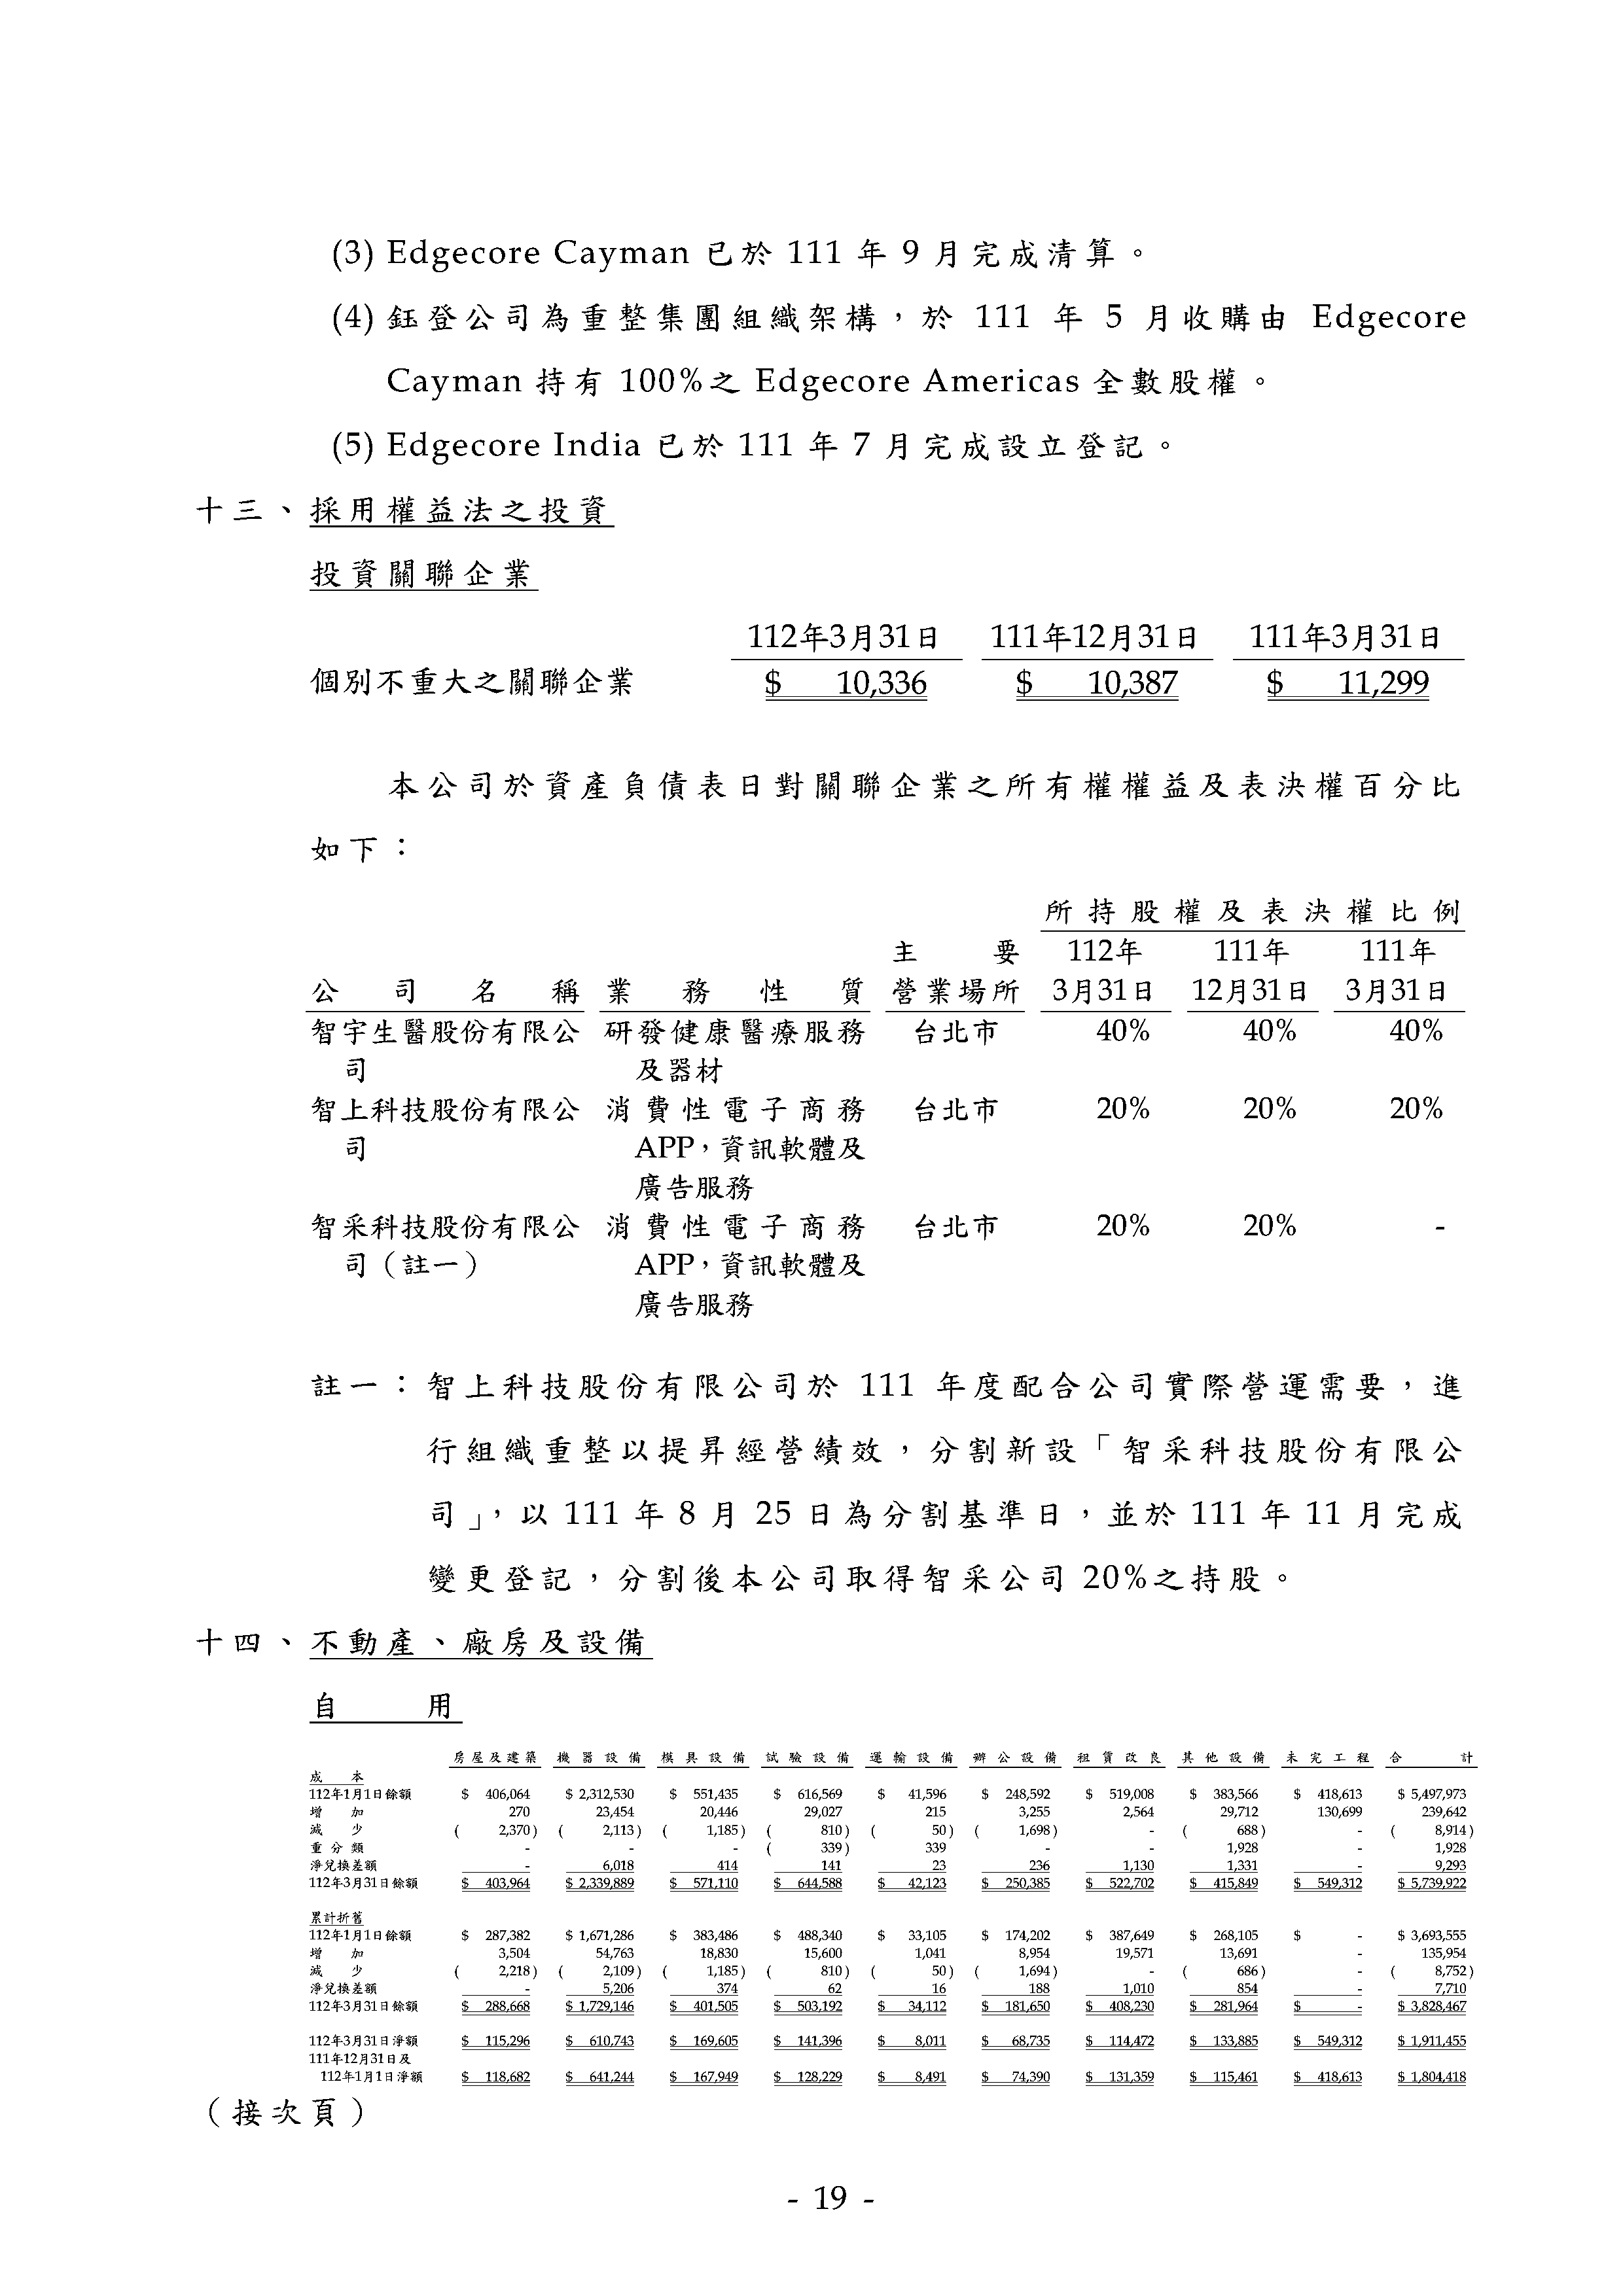 (3) Edgecore Cayman 已於 111 年 9 月完成清算。
(4) 鈺登公司為重整集團組織架構，於 111 年 5 月收購由 Edgecore
Cayman 持有 100%之 Edgecore Americas 全數股權。
(5) Edgecore India 已於 111 年 7 月完成設立登記。
十三、採用權益法之投資
投資關聯企業
112年3月31日 111年12月31日 111年3月31日
個別不重大之關聯企業 $ 10,336 $ 10,387 $ 11,299
本公司於資產負債表日對關聯企業之所有權權益及表決權百分比
如下：
所持股權及表決權比例
主要 112年 111年 111年
公司名稱 業務性質 營業場所 3月31日 12月31日 3月31日
智宇生醫股份有限公 研發健康醫療服務 台北市 40% 40% 40%
司 及器材
智上科技股份有限公 消費性電子商務 台北市 20% 20% 20%
司 APP，資訊軟體及
廣告服務
智采科技股份有限公 消費性電子商務 台北市 20% 20% -
司（註一） APP，資訊軟體及
廣告服務
註一：智上科技股份有限公司於 111 年度配合公司實際營運需要，進
行組織重整以提昇經營績效，分割新設「智采科技股份有限公
司」，以 111 年 8 月 25 日為分割基準日，並於 111 年 11 月完成
變更登記，分割後本公司取得智采公司 20%之持股。
十四、不動產、廠房及設備
自用
房屋及建築 機器設備 模具設備 試驗設備 運輸設備 辦公設備 租賃改良 其他設備 未完工程 合計
成本
112年1月1日餘額 $ 406,064 $ 2,312,530 $ 551,435 $ 616,569 $ 41,596 $ 248,592 $ 519,008 $ 383,566 $ 418,613 $ 5,497,973
增加 270 23,454 20,446 29,027 215 3,255 2,564 29,712 130,699 239,642
減少 ( 2,370) ( 2,113) ( 1,185) ( 810) ( 50) ( 1,698) - ( 688) - ( 8,914)
重分類 - - - ( 339) 339 - - 1,928 - 1,928
淨兌換差額 - 6,018 414 141 23 236 1,130 1,331 - 9,293
112年3月31日餘額 $ 403,964 $ 2,339,889 $ 571,110 $ 644,588 $ 42,123 $ 250,385 $ 522,702 $ 415,849 $ 549,312 $ 5,739,922
累計折舊
112年1月1日餘額 $ 287,382 $ 1,671,286 $ 383,486 $ 488,340 $ 33,105 $ 174,202 $ 387,649 $ 268,105 $ - $ 3,693,555
增加 3,504 54,763 18,830 15,600 1,041 8,954 19,571 13,691 - 135,954
減少 ( 2,218) ( 2,109) ( 1,185) ( 810) ( 50) ( 1,694) - ( 686) - ( 8,752)
淨兌換差額 - 5,206 374 62 16 188 1,010 854 - 7,710
112年3月31日餘額 $ 288,668 $ 1,729,146 $ 401,505 $ 503,192 $ 34,112 $ 181,650 $ 408,230 $ 281,964 $ - $ 3,828,467
112年3月31日淨額 $ 115,296 $ 610,743 $ 169,605 $ 141,396 $ 8,011 $ 68,735 $ 114,472 $ 133,885 $ 549,312 $ 1,911,455
111年12月31日及
112年1月1日淨額 $ 118,682 $ 641,244 $ 167,949 $ 128,229 $ 8,491 $ 74,390 $ 131,359 $ 115,461 $ 418,613 $ 1,804,418
（接次頁）
- 19 -